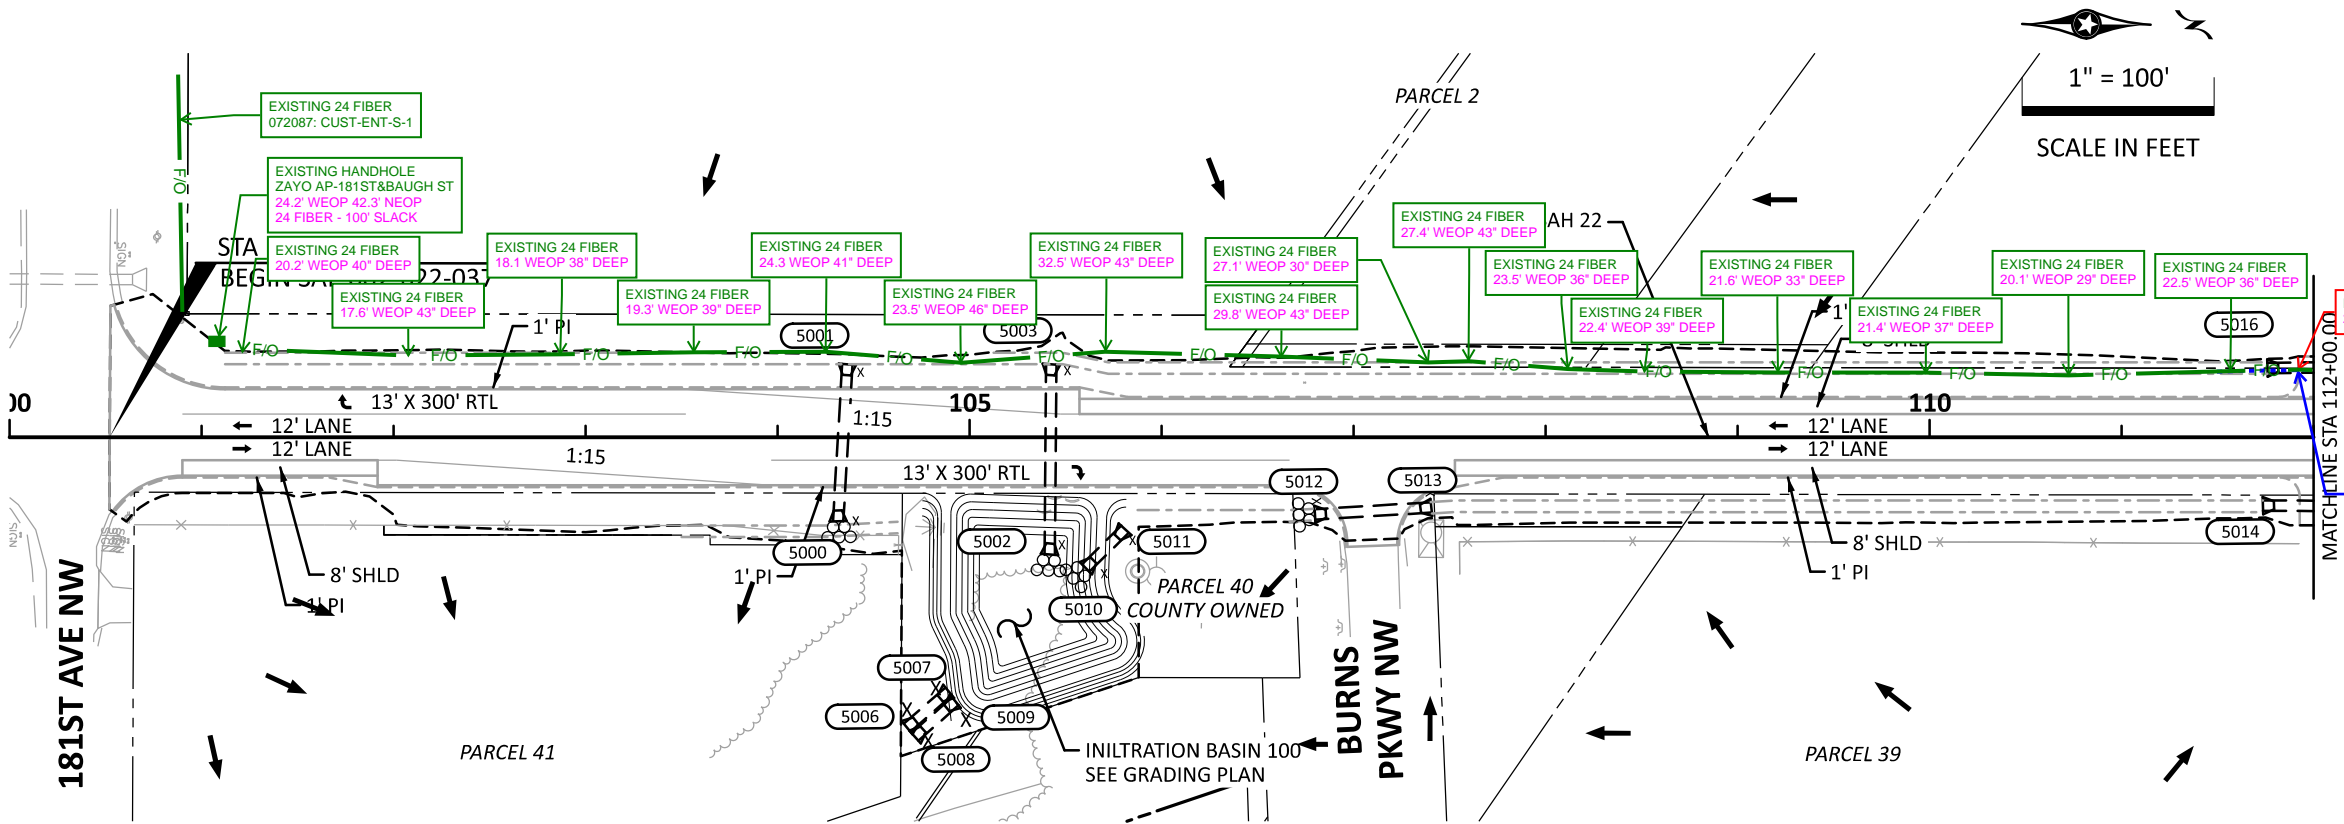 1" = 100'
SCALE IN FEET
PARCEL 2
EXISTING 24 FIBER
072087: CUST-ENT-S-1
F/O
EXISTING HANDHOLE
ZAYO AP-181ST&BAUGH ST
24.2' WEOP 42.3' NEOP
24 FIBER - 100' SLACK
SIGN
STA
EXISTING 24 FIBER
20.2' WEOP 40" DEEP
EXISTING 24 FIBER
18.1 WEOP 38" DEEP
EXISTING 24 FIBER
24.3 WEOP 41" DEEP
EXISTING 24 FIBER
32.5' WEOP 43" DEEP
EXISTING 24 FIBER
27.1' WEOP 30" DEEP
EXISTING 24 FIBER
27.4' WEOP 43" DEEP
AH 22
EXISTING 24 FIBER
23.5' WEOP 36" DEEP
EXISTING 24 FIBER
21.6' WEOP 33" DEEP
EXISTING 24 FIBER
20.1' WEOP 29" DEEP
EXISTING 24 FIBER
22.5' WEOP 36" DEEP
BEGIN
EXISTING 24 FIBER
17.6' WEOP 43" DEEP
EXISTING 24 FIBER
19.3' WEOP 39" DEEP
EXISTING 24 FIBER
23.5' WEOP 46" DEEP
EXISTING 24 FIBER
29.8' WEOP 43" DEEP
EXISTING 24 FIBER
22.4' WEOP 39" DEEP
EXISTING 24 FIBER
21.4' WEOP 37" DEEP
1' PI
5001
5003
1'
8' SHLD
5016
F/O
F/O
F/O
F/O
F/O
F/O
F/O
F/O
F/O
F/O
F/O
F/O
F/O
F/O
X
X
00
13' X 300' RTL
105
110
12' LANE
12' LANE
1:15
12' LANE
12' LANE
1:15
13' X 300' RTL
MATCHLINE STA 112+00.00
5012
5013
5000
5002
5011
5014
8' SHLD
1' PI
1' PI
8' SHLD
1' PI
SIGN
5010
PARCEL 40
COUNTY OWNED
181ST AVE NW
BURNS
PKWY NW
5007
5006
5009
5008
INILTRATION BASIN 100
SEE GRADING PLAN
PARCEL 41
PARCEL 39